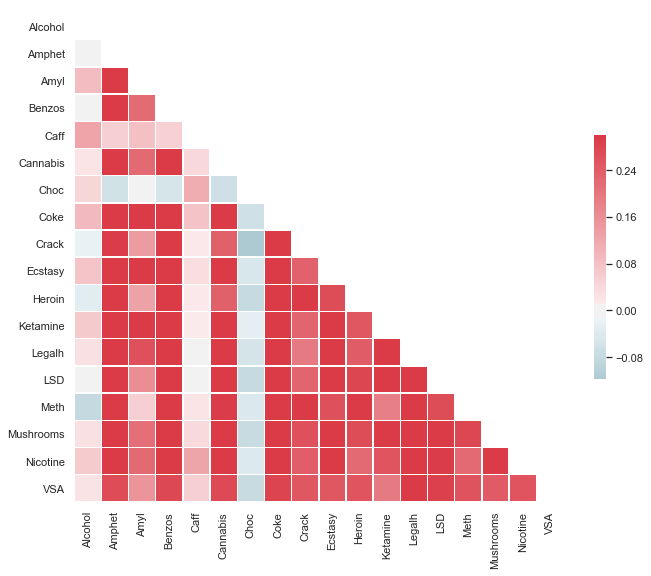 Alcohol
Amphet
Amyl
Benzos
Caff
Cannabis
Choc
Coke
Crack
Ecstasy
Heroin
Ketamine
Legalh
LSD
Meth
Mushrooms
Nicotine
VSA
Alcohol
Amphet
Amyl
Benzos
Caff
Cannabis
Choc
Coke
Crack
Ecstasy
Heroin
Ketamine
Legalh
LSD
Meth
Mushrooms
Nicotine
VSA
0.24
0.16
0.08
0.00
−0.08